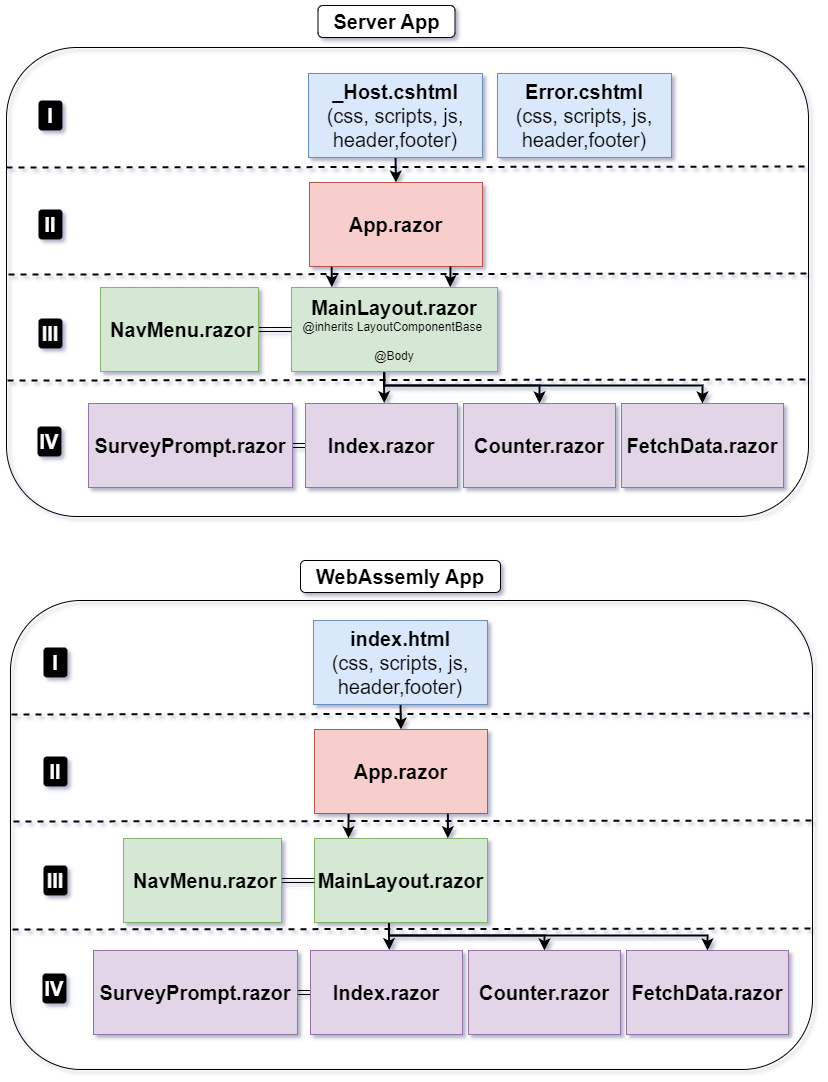 Server App
I
_Host.cshtml
(css, scripts, js,
header,footer)
Error.cshtml
(css, scripts, js,
header,footer)
II
App.razor
III
NavMenu.razor
MainLayout.razor
@inherits LayoutComponentBase
@Body
IV
SurveyPrompt.razor
Index.razor
Counter.razor
FetchData.razor
WebAssemly App
I
index.html
(css, scripts, js,
header,footer)
II
App.razor
III
NavMenu.razor
MainLayout.razor
IV
SurveyPrompt.razor
Index.razor
Counter.razor
FetchData.razor